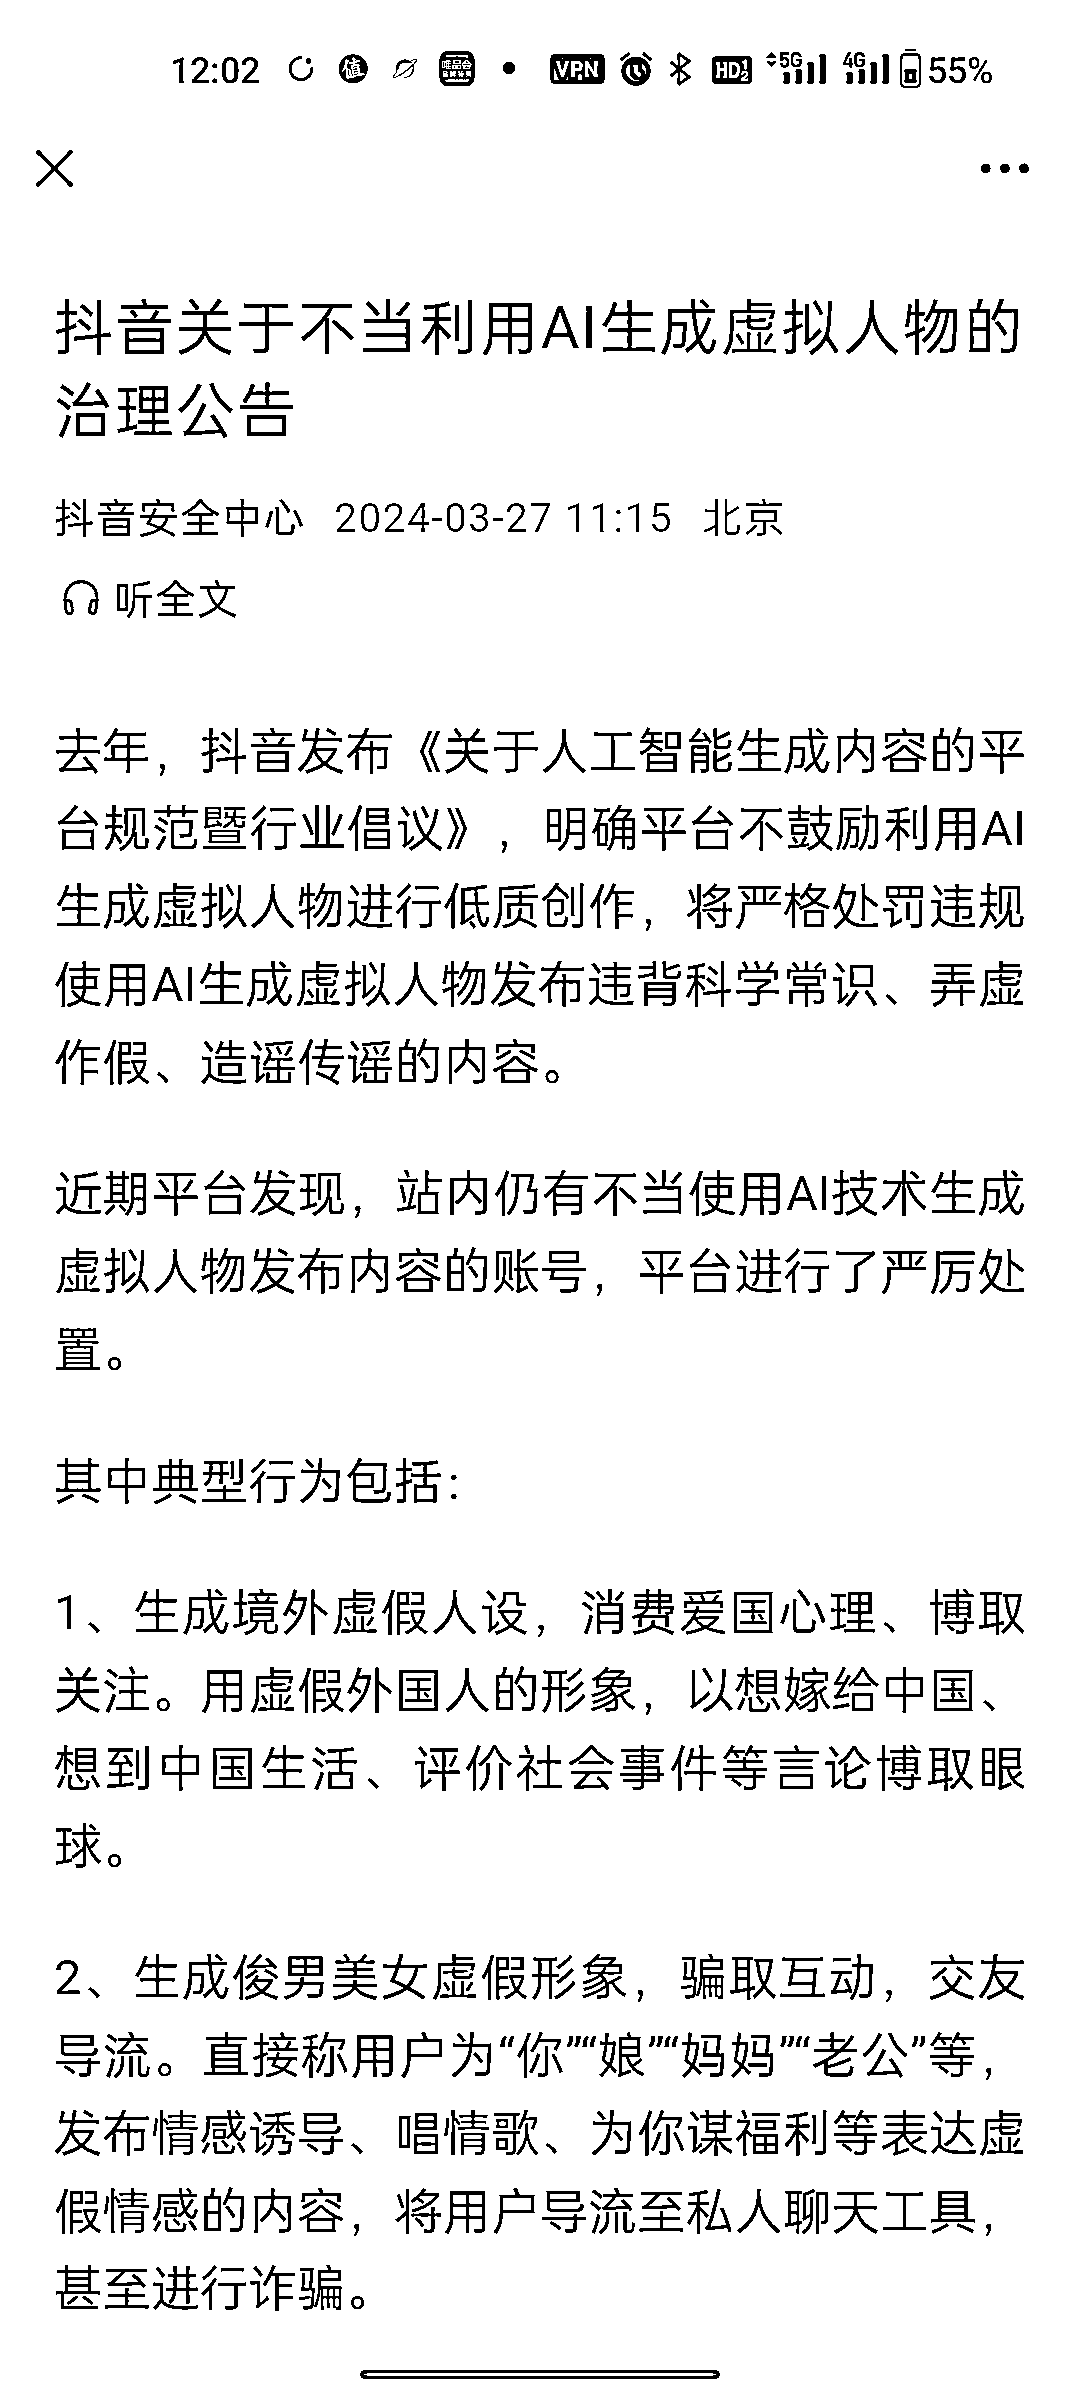 12:02 值 唯品会 VPN HD 1 2 5G 4G 55%
抖音关于不当利用AI生成虚拟人物的
治理公告
抖音安全中心 2024-03-27 11:15 北京
听全文
去年，抖音发布《关于人工智能生成内容的平
台规范暨行业倡议》，明确平台不鼓励利用AI
生成虚拟人物进行低质创作，将严格处罚违规
使用AI生成虚拟人物发布违背科学常识、弄虚
作假、造谣传谣的内容。
近期平台发现，站内仍有不当使用AI技术生成
虚拟人物发布内容的账号，平台进行了严厉处
置。
其中典型行为包括：
1、生成境外虚假人设，消费爱国心理、博取
关注。用虚假外国人的形象，以想嫁给中国、
想到中国生活、评价社会事件等言论博取眼
球。
2、生成俊男美女虚假形象，骗取互动，交友
导流。直接称用户为“你”“娘”“妈妈”“老公”等，
发布情感诱导、唱情歌、为你谋福利等表达虚
假情感的内容，将用户导流至私人聊天工具，
甚至进行诈骗。